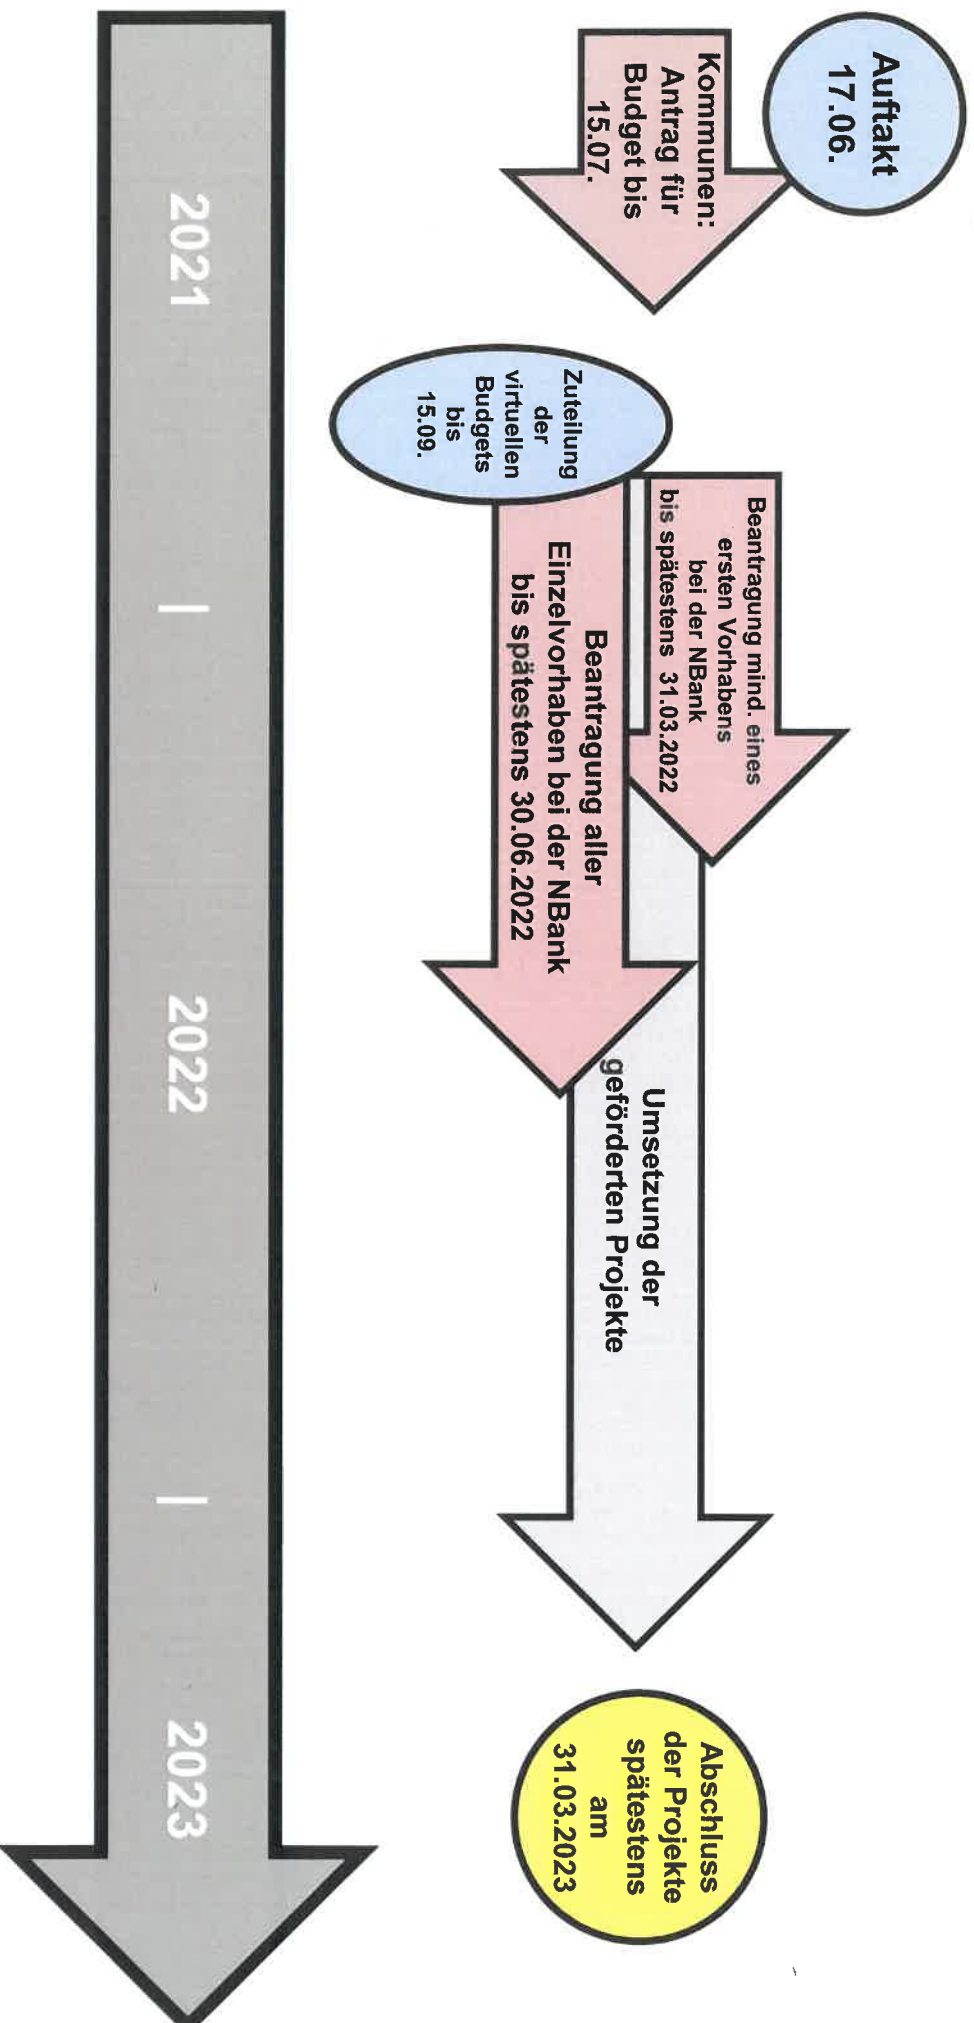 Auftakt
17.06.
Kommunen:
Antrag für
Budget bis
15.07.
Zuteilung
der
virtuellen
Budgets
bis
15.09.
Beantragung mind. eines
ersten Vorhabens
bei der NBank
bis spätestens 31.03.2022
Beantragung aller
Einzelvorhaben bei der NBank
bis spätestens 30.06.2022
Umsetzung der
geförderten Projekte
Abschluss
der Projekte
spätestens
am
31.03.2023
2021 | 2022 | 2023